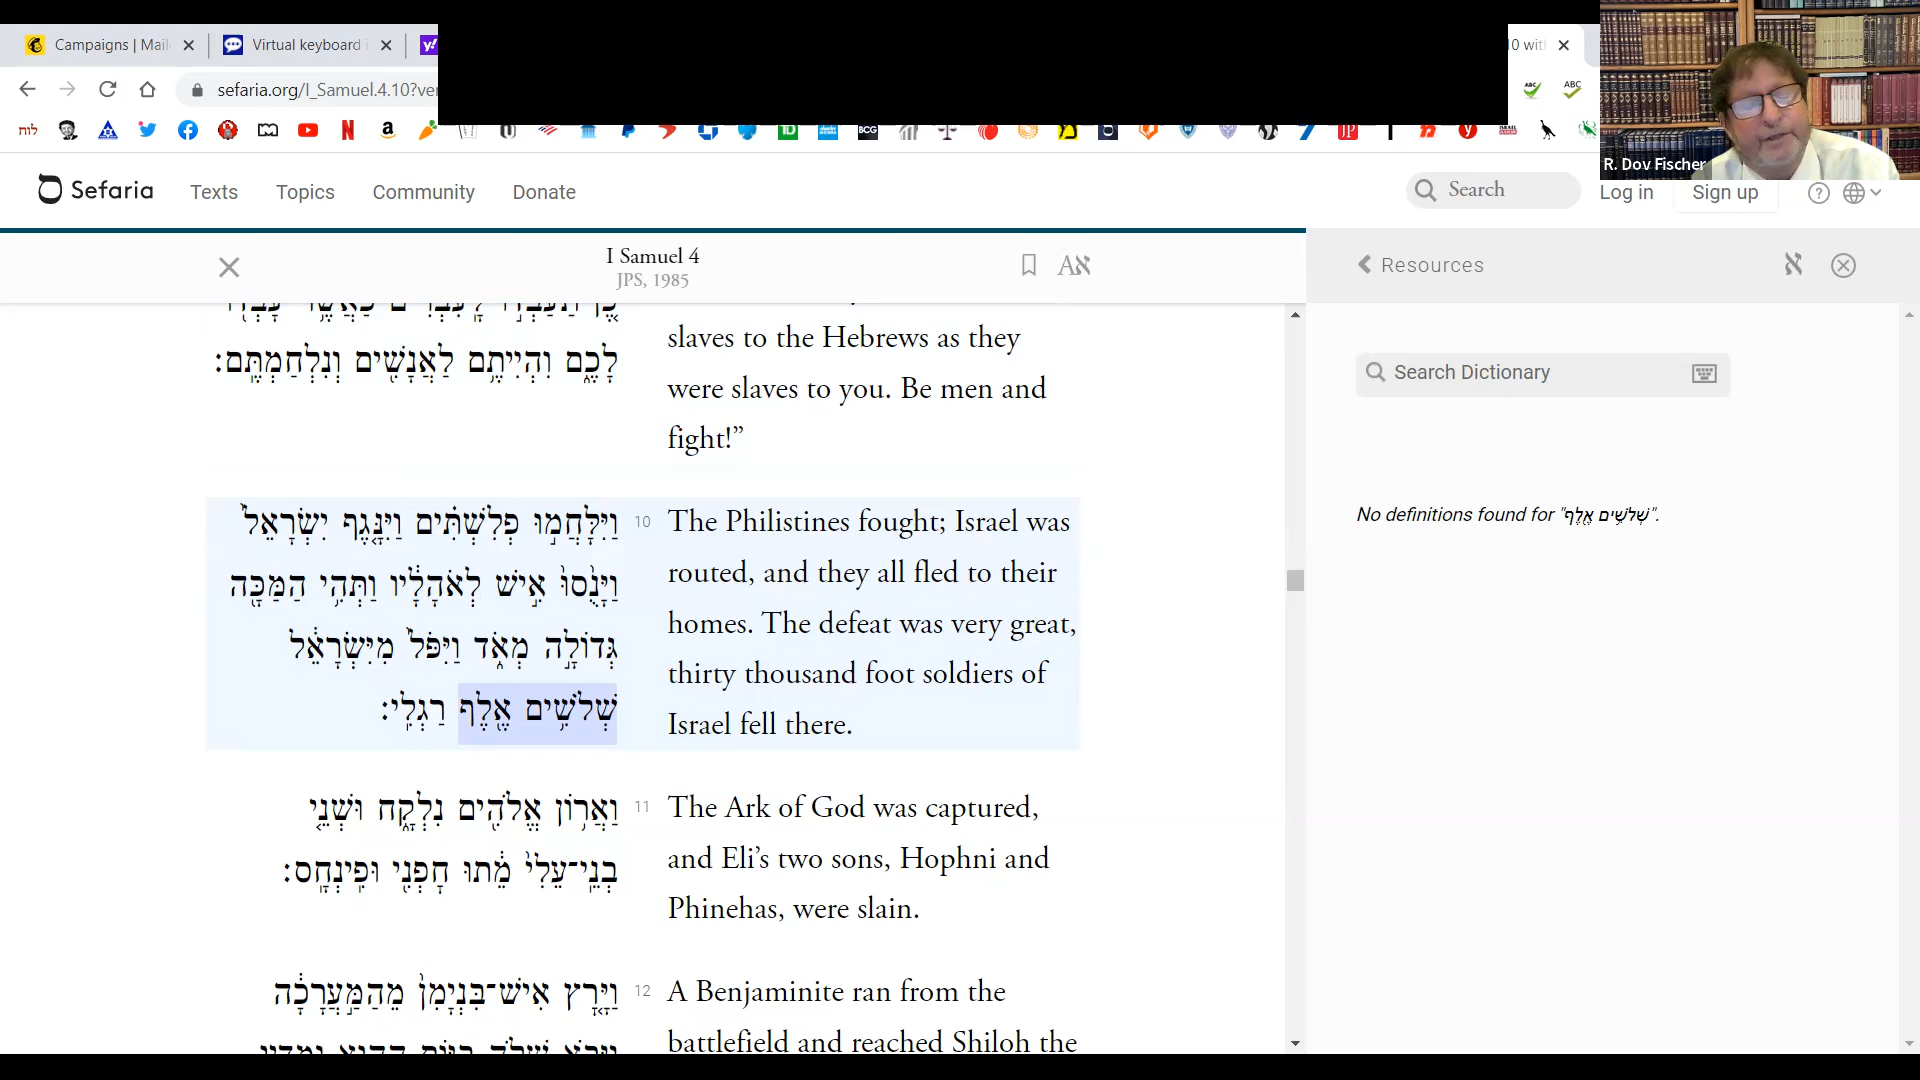 Campaigns | Mail
Virtual keyboard
10 with
sefaria.org/I_Samuel.4.10?ve
R. Dov Fischer
Sefaria
Texts
Topics
Community
Donate
Search
Log in
Sign up
I Samuel 4
JPS, 1985
Resources
Search Dictionary
No definitions found for "שְׁלֹשִׁ֥ים אֶ֖לֶף".
לָכֶ֑ם וִהְיִיתֶ֥ם לַאֲנָשִׁ֖ים וְנִלְחַמְתֶּֽם׃
slaves to the Hebrews as they
were slaves to you. Be men and
fight!”
וַיִּלָּחֲמ֣וּ פְלִשְׁתִּ֗ים וַיִּנָּ֤גֶף יִשְׂרָאֵל֙
וַיָּנֻ֙סוּ֙ אִ֣ישׁ לְאֹהָלָ֔יו וַתְּהִ֥י הַמַּכָּ֖ה
גְּדוֹלָ֣ה מְאֹ֑ד וַיִּפֹּל֙ מִיִּשְׂרָאֵ֔ל
שְׁלֹשִׁ֥ים אֶ֖לֶף רַגְלִֽי׃
10
The Philistines fought; Israel was
routed, and they all fled to their
homes. The defeat was very great,
thirty thousand foot soldiers of
Israel fell there.
וַאֲר֥וֹן אֱלֹהִ֖ים נִלְקָ֑ח וּשְׁנֵ֤י
בְנֵֽי־עֵלִי֙ מֵ֔תוּ חָפְנִ֖י וּפִֽינְחָֽס׃
11
The Ark of God was captured,
and Eli’s two sons, Hophni and
Phinehas, were slain.
וַיָּ֤רׇץ אִישׁ־בִּנְיָמִן֙ מֵהַמַּ֣עֲרָכָ֔ה
12
A Benjaminite ran from the
battlefield and reached Shiloh the